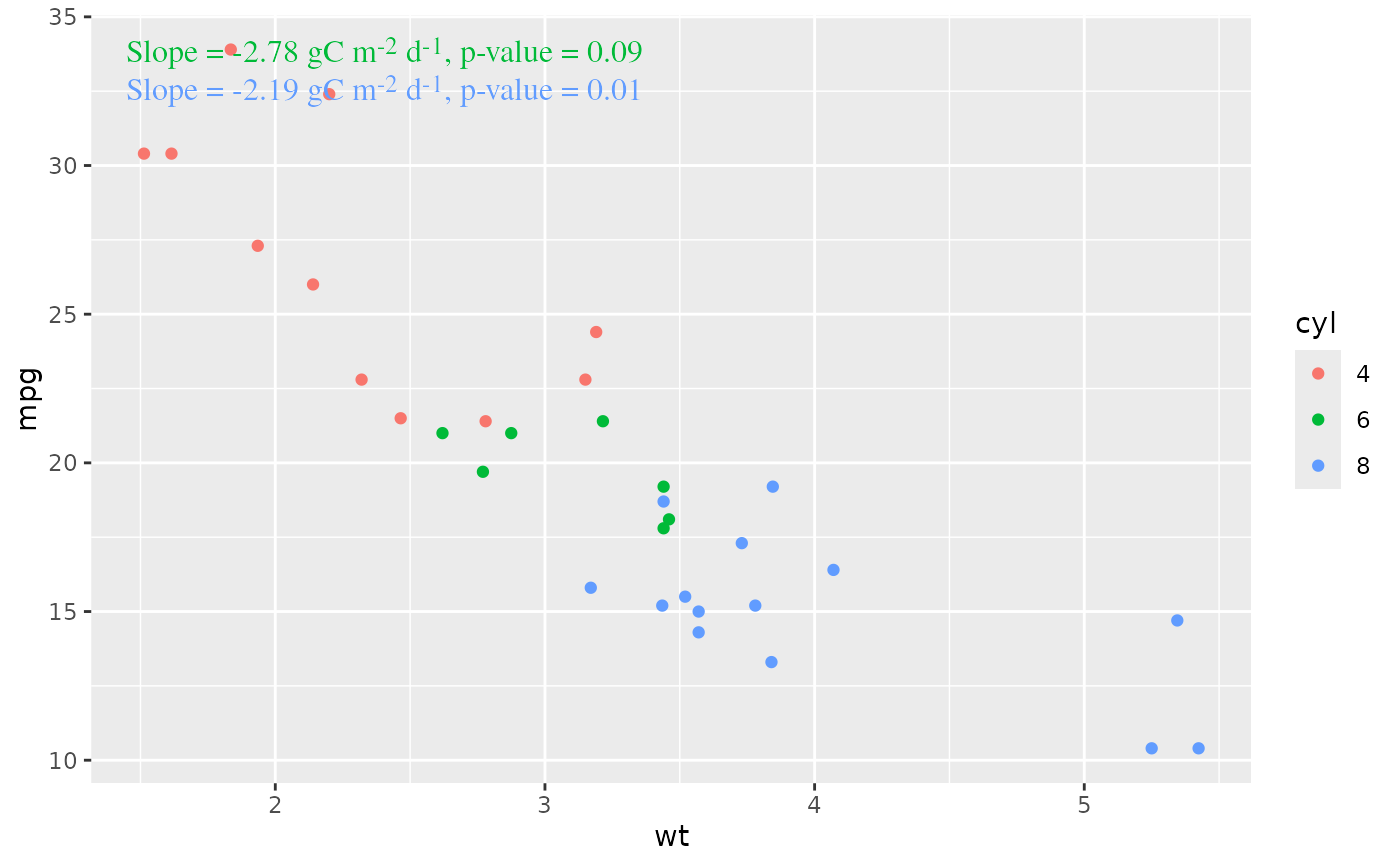 35
Slope = -2.78 gC m-2 d-1, p-value = 0.09
Slope = -2.19 gC m-2 d-1, p-value = 0.01
30
25
20
15
10
mpg
2 3 4 5
wt
cyl
4
6
8